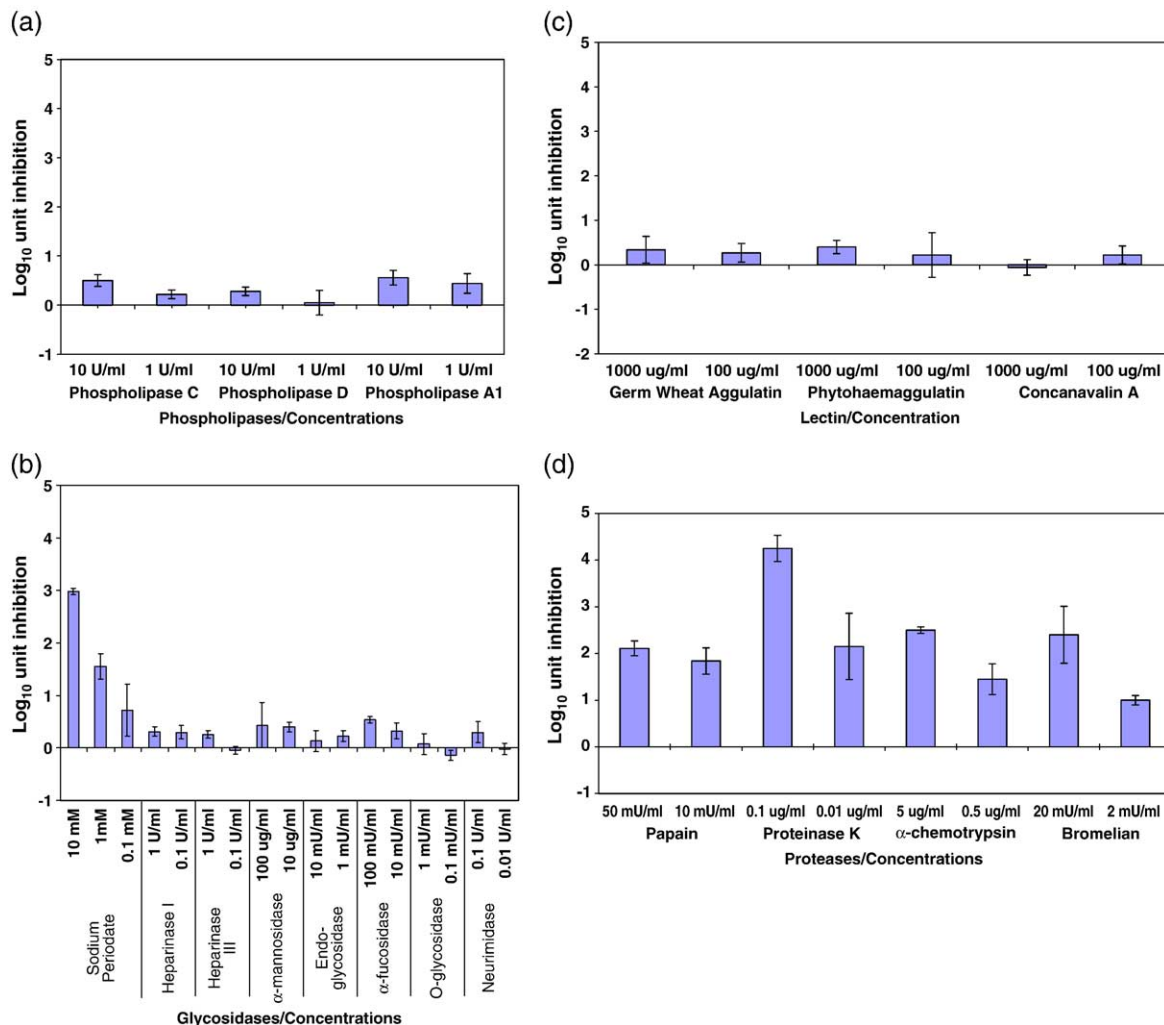 (a)
5
4
3
2
1
0
-1
Log10 unit inhibition
10 U/ml 1 U/ml 10 U/ml 1 U/ml 10 U/ml 1 U/ml
Phospholipase C Phospholipase D Phospholipase A1
Phospholipases/Concentrations
(c)
5
4
3
2
1
0
-1
-2
Log10 unit inhibition
1000 ug/ml 100 ug/ml 1000 ug/ml 100 ug/ml 1000 ug/ml 100 ug/ml
Germ Wheat Aggulatin Phytohaemaggulatin Concanavalin A
Lectin/Concentration
(b)
5
4
3
2
1
0
-1
Log10 unit inhibition
10 mM
1mM
0.1 mM
1 U/ml
0.1 U/ml
1 U/ml
0.1 U/ml
100 ug/ml
10 ug/ml
10 mU/ml
1 mU/ml
100 mU/ml
10 mU/ml
1 mU/ml
0.1 mU/ml
0.1 U/ml
0.01 U/ml
Sodium
Periodate
Heparinase I
Heparinase
III
α-mannosidase
Endo-
glycosidase
α-fucosidase
O-glycosidase
Neurimidase
Glycosidases/Concentrations
(d)
5
4
3
2
1
0
-1
Log10 unit inhibition
50 mU/ml 10 mU/ml 0.1 ug/ml 0.01 ug/ml 5 ug/ml 0.5 ug/ml 20 mU/ml 2 mU/ml
Papain Proteinase K α-chemotrypsin Bromelian
Proteases/Concentrations